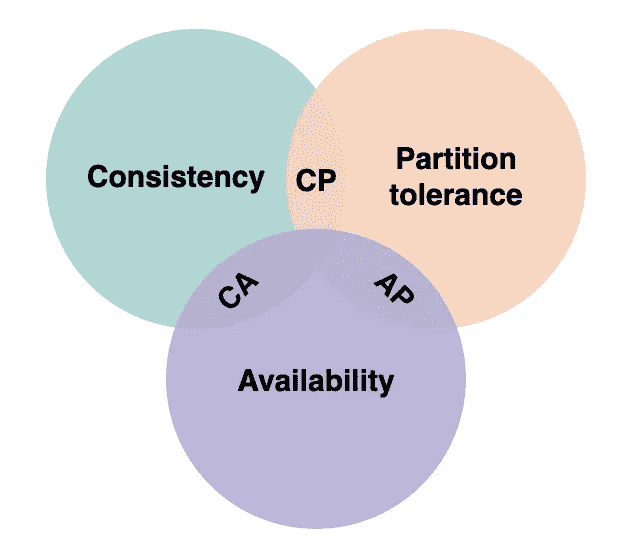 Consistency
CP
Partition
tolerance
CA
AP
Availability